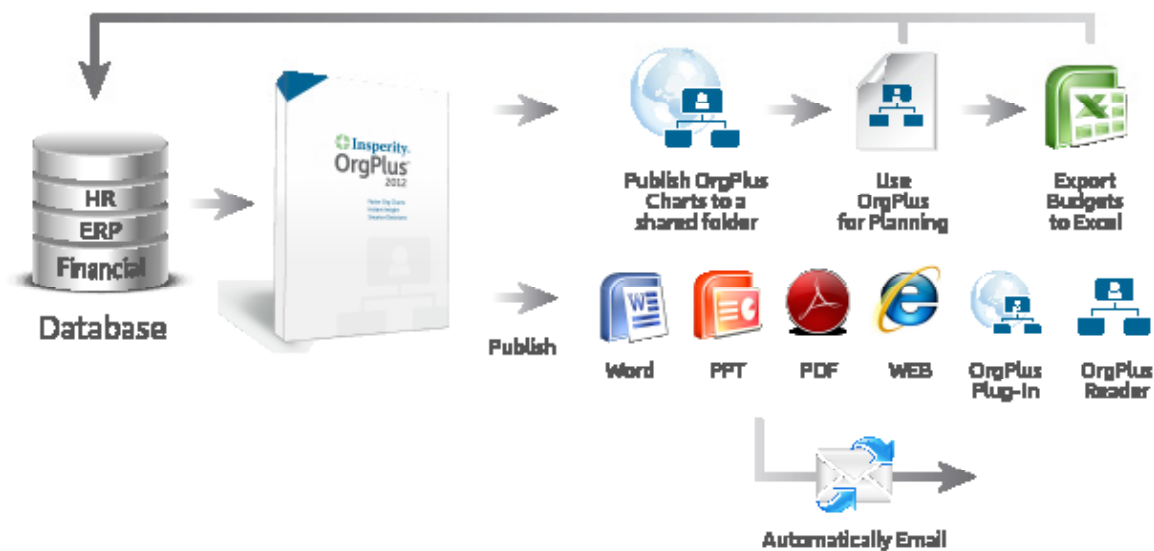 HR
ERP
Financial
Database
Insperity.
OrgPlus
2012
Publish
Publish OrgPlus
Charts to a
shared folder
Use
OrgPlus
for Planning
Export
Budgets
to Excel
Word
PPT
PDF
WEB
OrgPlus
Plug-In
OrgPlus
Reader
Automatically Email